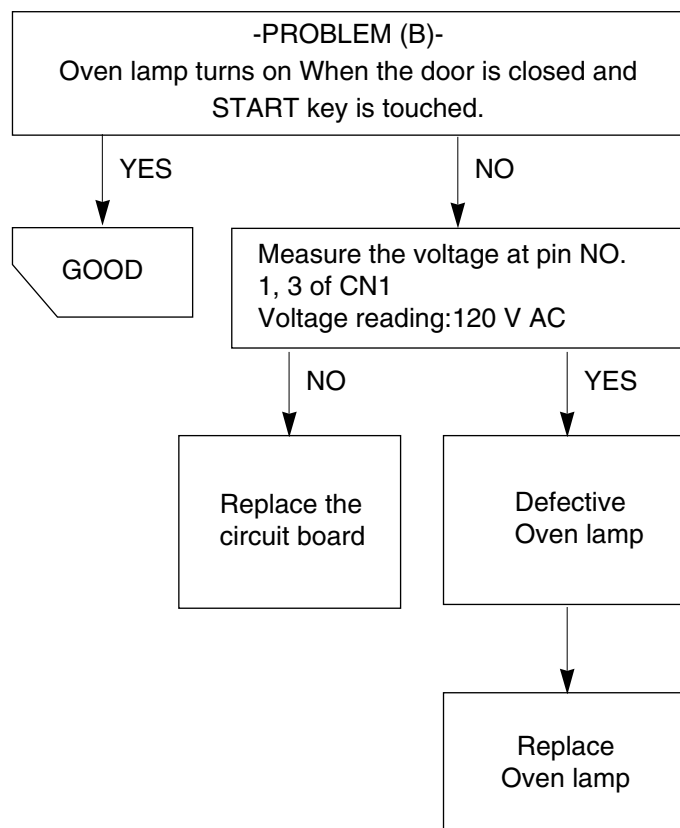 -PROBLEM (B)-
Oven lamp turns on When the door is closed and
START key is touched.
YES
NO
GOOD
Measure the voltage at pin NO.
1, 3 of CN1
Voltage reading:120 V AC
NO
YES
Replace the
circuit board
Defective
Oven lamp
Replace
Oven lamp